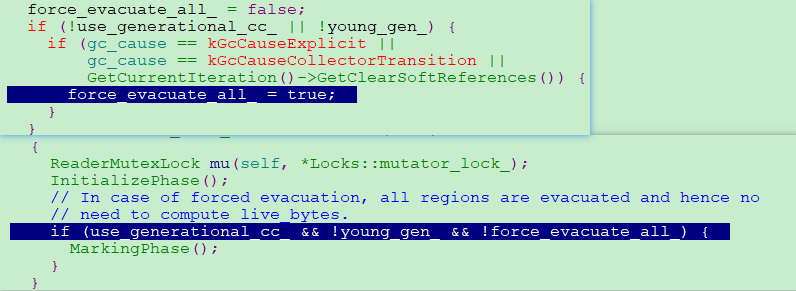 force_evacuate_all_ = false;
if (!use_generational_cc_ || !young_gen_) {
if (gc_cause == kGcCauseExplicit ||
gc_cause == kGcCauseCollectorTransition ||
GetCurrentIteration()->GetClearSoftReferences()) {
force_evacuate_all_ = true;
}
}
{
ReaderMutexLock mu(self, *Locks::mutator_lock_);
InitializePhase();
// In case of forced evacuation, all regions are evacuated and hence no
// need to compute live_bytes.
if (use_generational_cc_ && !young_gen_ && !force_evacuate_all_) {
MarkingPhase();
}
}